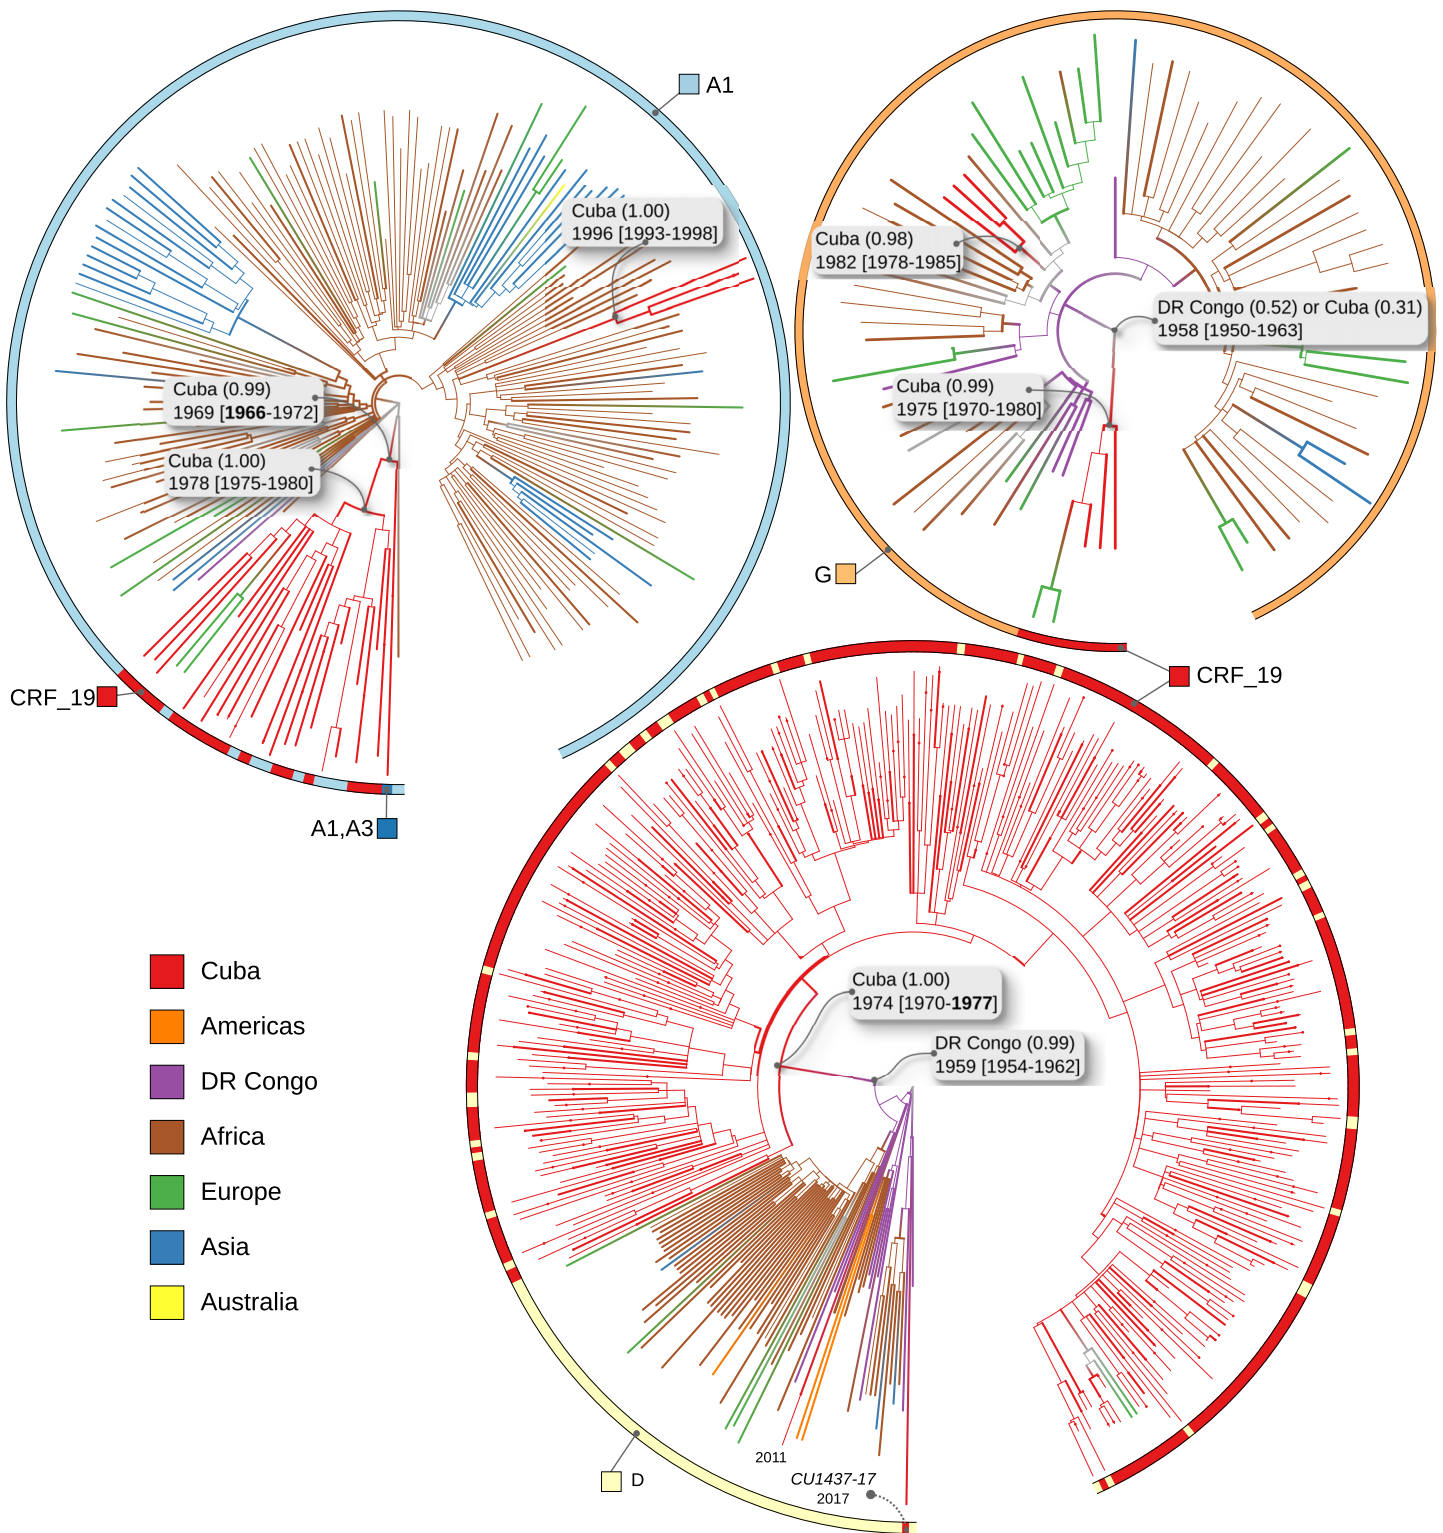 A1
Cuba (1.00)
1996 [1993-1998]
Cuba (0.99)
1969 [1966-1972]
Cuba (1.00)
1978 [1975-1980]
CRF_19
A1,A3
Cuba (0.98)
1982 [1978-1985]
DR Congo (0.52) or Cuba (0.31)
1958 [1950-1963]
Cuba (0.99)
1975 [1970-1980]
G
CRF_19
Cuba (1.00)
1974 [1970-1977]
DR Congo (0.99)
1959 [1954-1962]
2011
CU1437-17
2017
D
Cuba
Americas
DR Congo
Africa
Europe
Asia
Australia